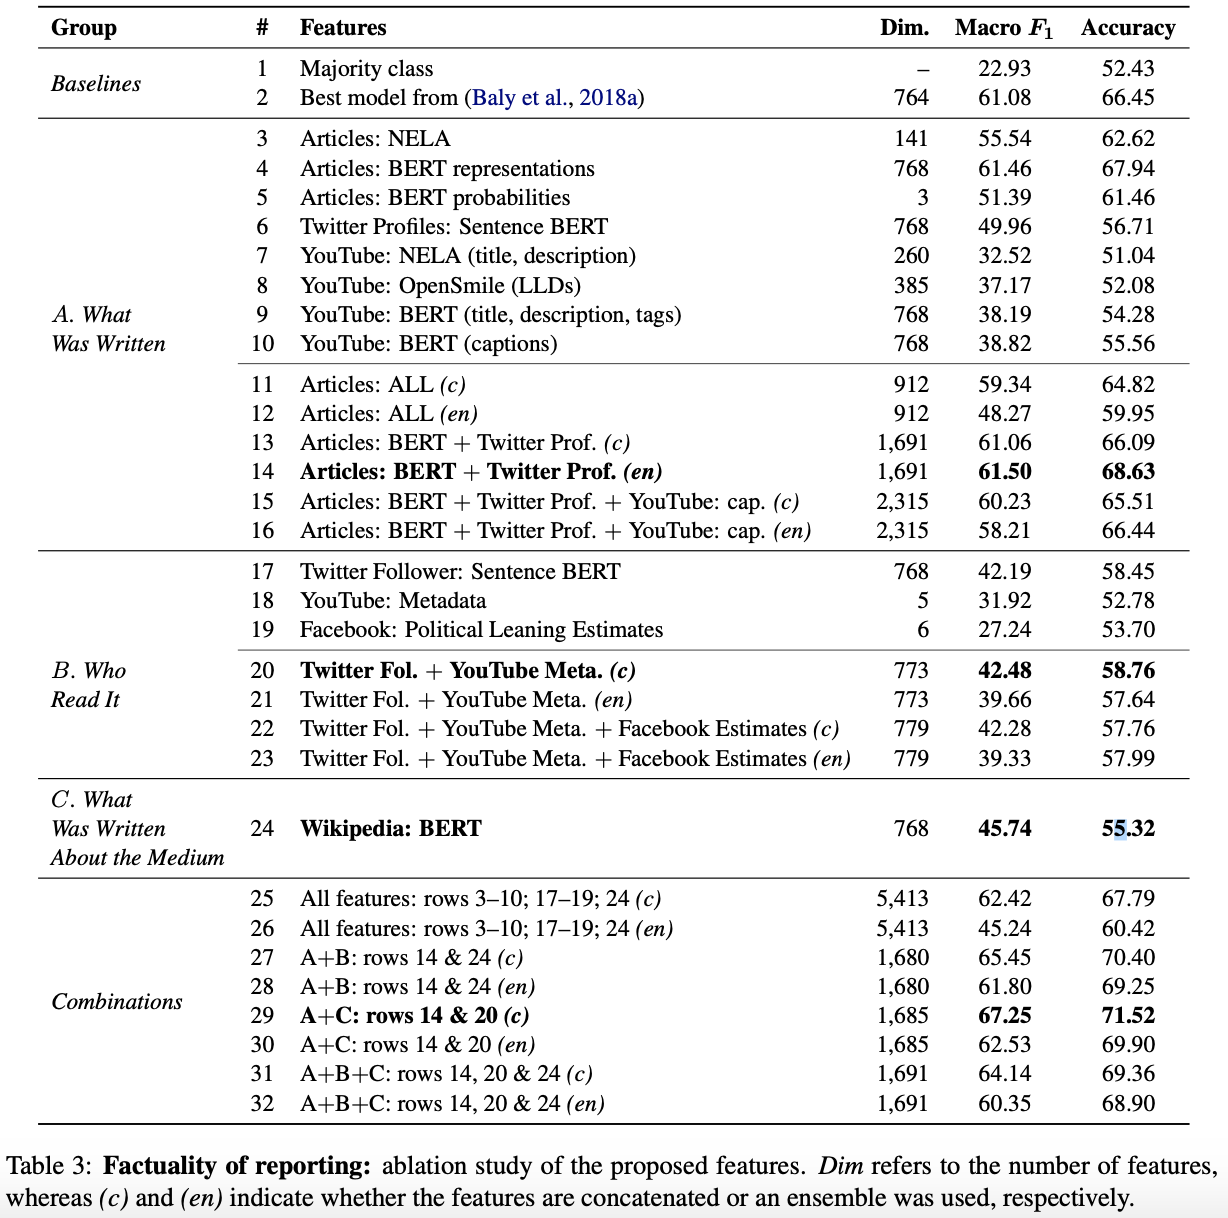 Group # Features Dim. Macro F1 Accuracy
Baselines
1 Majority class – 22.93 52.43
2 Best model from (Baly et al., 2018a) 764 61.08 66.45
A. What
Was Written
3 Articles: NELA 141 55.54 62.62
4 Articles: BERT representations 768 61.46 67.94
5 Articles: BERT probabilities 3 51.39 61.46
6 Twitter Profiles: Sentence BERT 768 49.96 56.71
7 YouTube: NELA (title, description) 260 32.52 51.04
8 YouTube: OpenSmile (LLDs) 385 37.17 52.08
9 YouTube: BERT (title, description, tags) 768 38.19 54.28
10 YouTube: BERT (captions) 768 38.82 55.56
11 Articles: ALL (c) 912 59.34 64.82
12 Articles: ALL (en) 912 48.27 59.95
13 Articles: BERT + Twitter Prof. (c) 1,691 61.06 66.09
14 Articles: BERT + Twitter Prof. (en) 1,691 61.50 68.63
15 Articles: BERT + Twitter Prof. + YouTube: cap. (c) 2,315 60.23 65.51
16 Articles: BERT + Twitter Prof. + YouTube: cap. (en) 2,315 58.21 66.44
B. Who
Read It
17 Twitter Follower: Sentence BERT 768 42.19 58.45
18 YouTube: Metadata 5 31.92 52.78
19 Facebook: Political Leaning Estimates 6 27.24 53.70
20 Twitter Fol. + YouTube Meta. (c) 773 42.48 58.76
21 Twitter Fol. + YouTube Meta. (en) 773 39.66 57.64
22 Twitter Fol. + YouTube Meta. + Facebook Estimates (c) 779 42.28 57.76
23 Twitter Fol. + YouTube Meta. + Facebook Estimates (en) 779 39.33 57.99
C. What
Was Written
About the Medium
24 Wikipedia: BERT 768 45.74 55.32
Combinations
25 All features: rows 3–10; 17–19; 24 (c) 5,413 62.42 67.79
26 All features: rows 3–10; 17–19; 24 (en) 5,413 45.24 60.42
27 A+B: rows 14 & 24 (c) 1,680 65.45 70.40
28 A+B: rows 14 & 24 (en) 1,680 61.80 69.25
29 A+C: rows 14 & 20 (c) 1,685 67.25 71.52
30 A+C: rows 14 & 20 (en) 1,685 62.53 69.90
31 A+B+C: rows 14, 20 & 24 (c) 1,691 64.14 69.36
32 A+B+C: rows 14, 20 & 24 (en) 1,691 60.35 68.90
Table 3: Factuality of reporting: ablation study of the proposed features. Dim refers to the number of features,
whereas (c) and (en) indicate whether the features are concatenated or an ensemble was used, respectively.